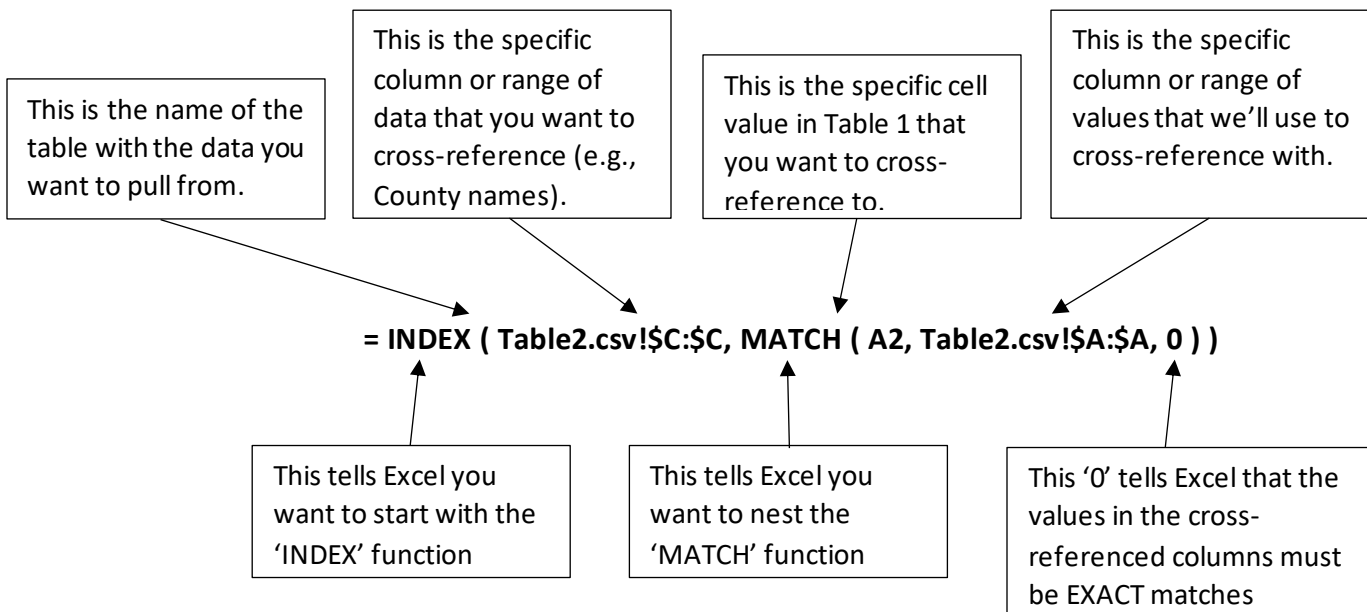 This is the name of the
table with the data you
want to pull from.
This is the specific
column or range of
data that you want to
cross-reference (e.g.,
County names).
This is the specific cell
value in Table 1 that
you want to cross-
reference to.
This is the specific
column or range of
values that we’ll use to
cross-reference with.
= INDEX ( Table2.csv!$C:$C, MATCH ( A2, Table2.csv!$A:$A, 0 ) )
This tells Excel you
want to start with the
‘INDEX’ function
This tells Excel you
want to nest the
‘MATCH’ function
This ‘0’ tells Excel that the
values in the cross-
referenced columns must
be EXACT matches